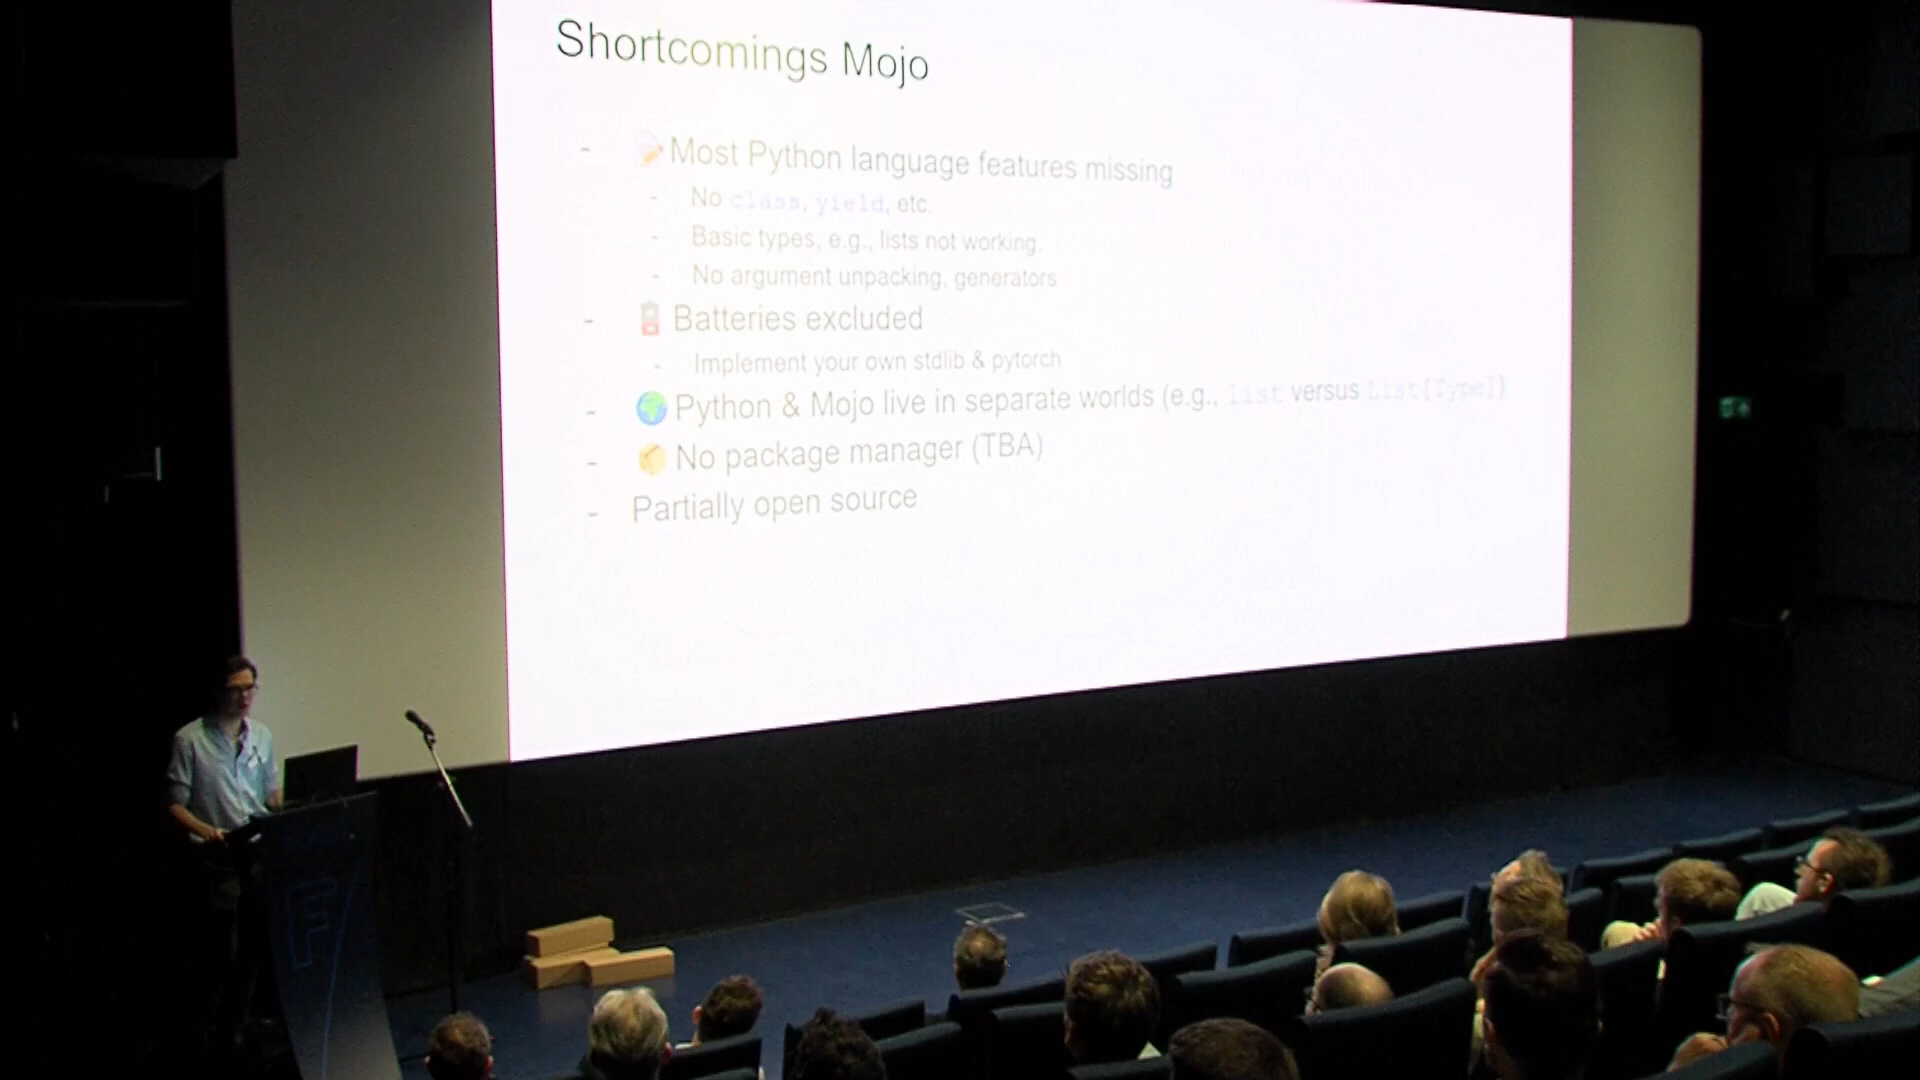 Shortcomings Mojo
- Most Python language features missing
- No class, yield, etc.
- Basic types, e.g., lists not working,
- No argument unpacking, generators
- Batteries excluded
- Implement your own stdlib & pytorch
- Python & Mojo live in separate worlds (e.g., list versus List[Type])
- No package manager (TBA)
- Partially open source
F